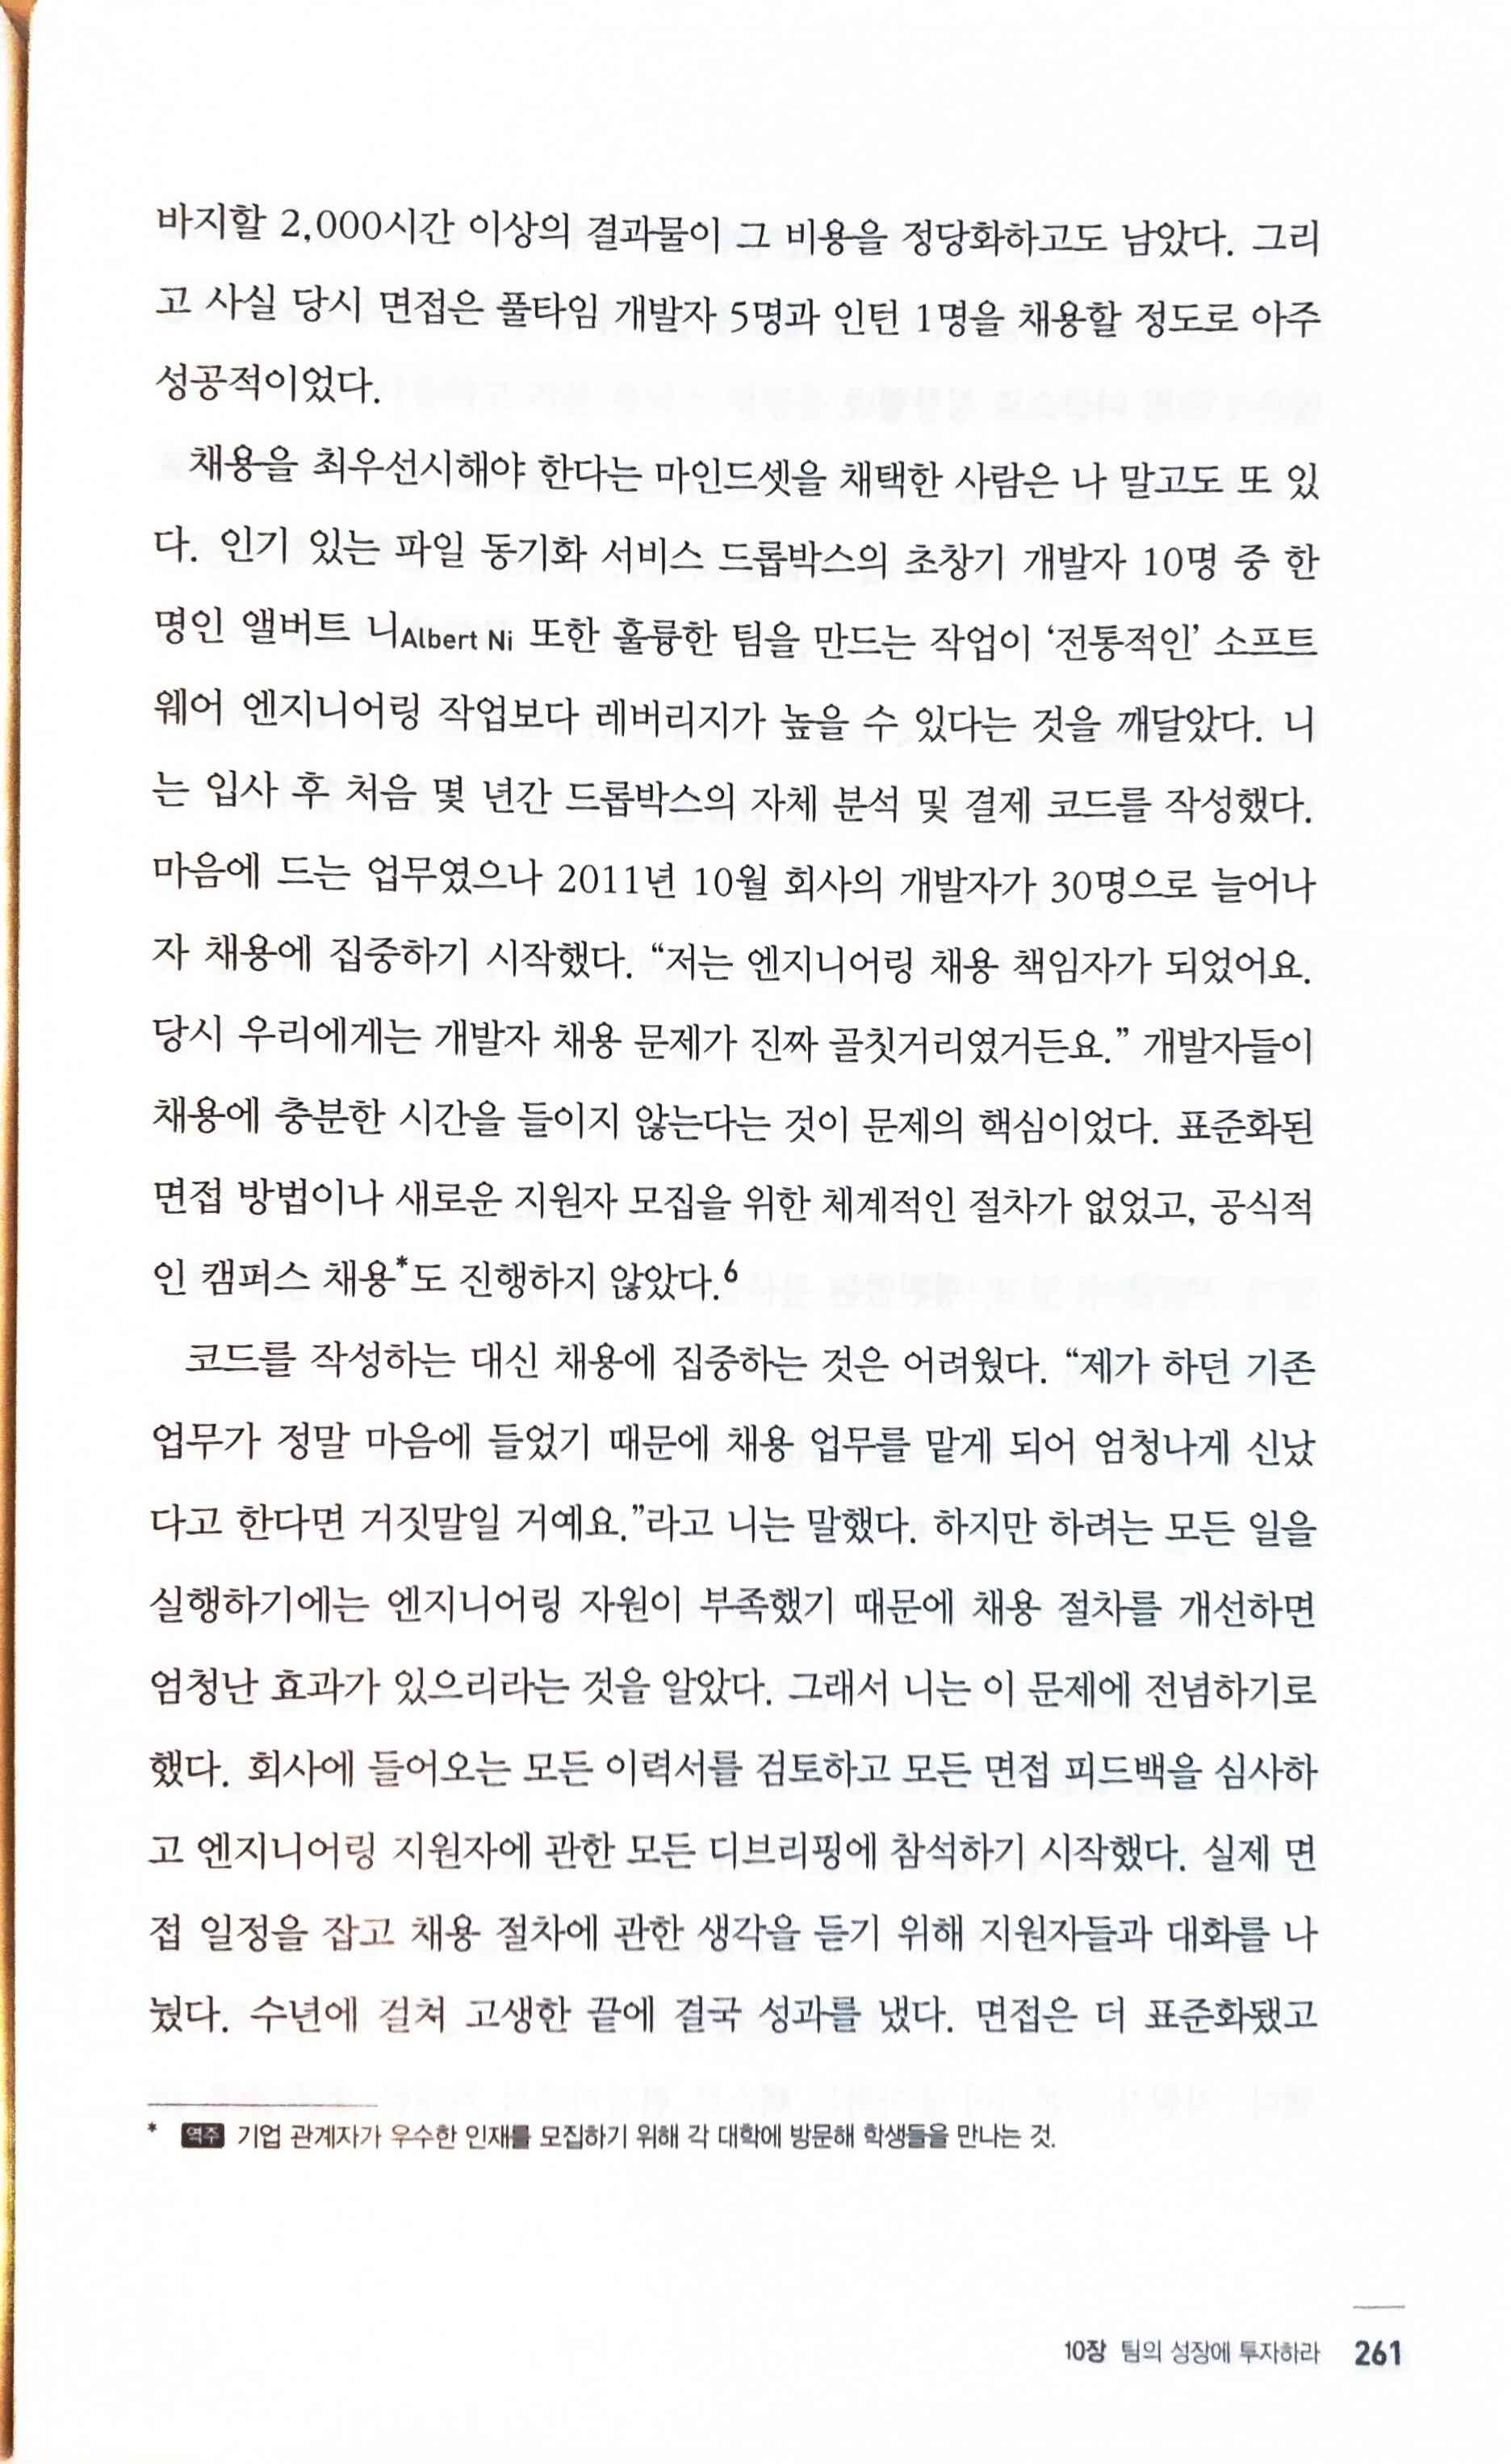 바지할 2,000시간 이상의 결과물이 그 비용을 정당화하고도 남았다. 그리
고 사실 당시 면접은 풀타임 개발자 5명과 인턴 1명을 채용할 정도로 아주
성공적이었다.
채용을 최우선시해야 한다는 마인드셋을 채택한 사람은 나 말고도 또 있
다. 인기 있는 파일 동기화 서비스 드롭박스의 초창기 개발자 10명 중 한
명인 앨버트 니Albert Ni 또한 훌륭한 팀을 만드는 작업이 ‘전통적인’ 소프트
웨어 엔지니어링 작업보다 레버리지가 높을 수 있다는 것을 깨달았다. 니
는 입사 후 처음 몇 년간 드롭박스의 자체 분석 및 결제 코드를 작성했다.
마음에 드는 업무였으나 2011년 10월 회사의 개발자가 30명으로 늘어나
자 채용에 집중하기 시작했다. “저는 엔지니어링 채용 책임자가 되었어요.
당시 우리에게는 개발자 채용 문제가 진짜 골칫거리였거든요.” 개발자들이
채용에 충분한 시간을 들이지 않는다는 것이 문제의 핵심이었다. 표준화된
면접 방법이나 새로운 지원자 모집을 위한 체계적인 절차가 없었고, 공식적
인 캠퍼스 채용*도 진행하지 않았다.6
코드를 작성하는 대신 채용에 집중하는 것은 어려웠다. “제가 하던 기존
업무가 정말 마음에 들었기 때문에 채용 업무를 맡게 되어 엄청나게 신났
다고 한다면 거짓말일 거예요.”라고 니는 말했다. 하지만 하려는 모든 일을
실행하기에는 엔지니어링 자원이 부족했기 때문에 채용 절차를 개선하면
엄청난 효과가 있으리라는 것을 알았다. 그래서 니는 이 문제에 전념하기로
했다. 회사에 들어오는 모든 이력서를 검토하고 모든 면접 피드백을 심사하
고 엔지니어링 지원자에 관한 모든 디브리핑에 참석하기 시작했다. 실제 면
접 일정을 잡고 채용 절차에 관한 생각을 듣기 위해 지원자들과 대화를 나
눴다. 수년에 걸쳐 고생한 끝에 결국 성과를 냈다. 면접은 더 표준화됐고
* 역주 기업 관계자가 우수한 인재를 모집하기 위해 각 대학에 방문해 학생들을 만나는 것.
10장 팀의 성장에 투자하라 261